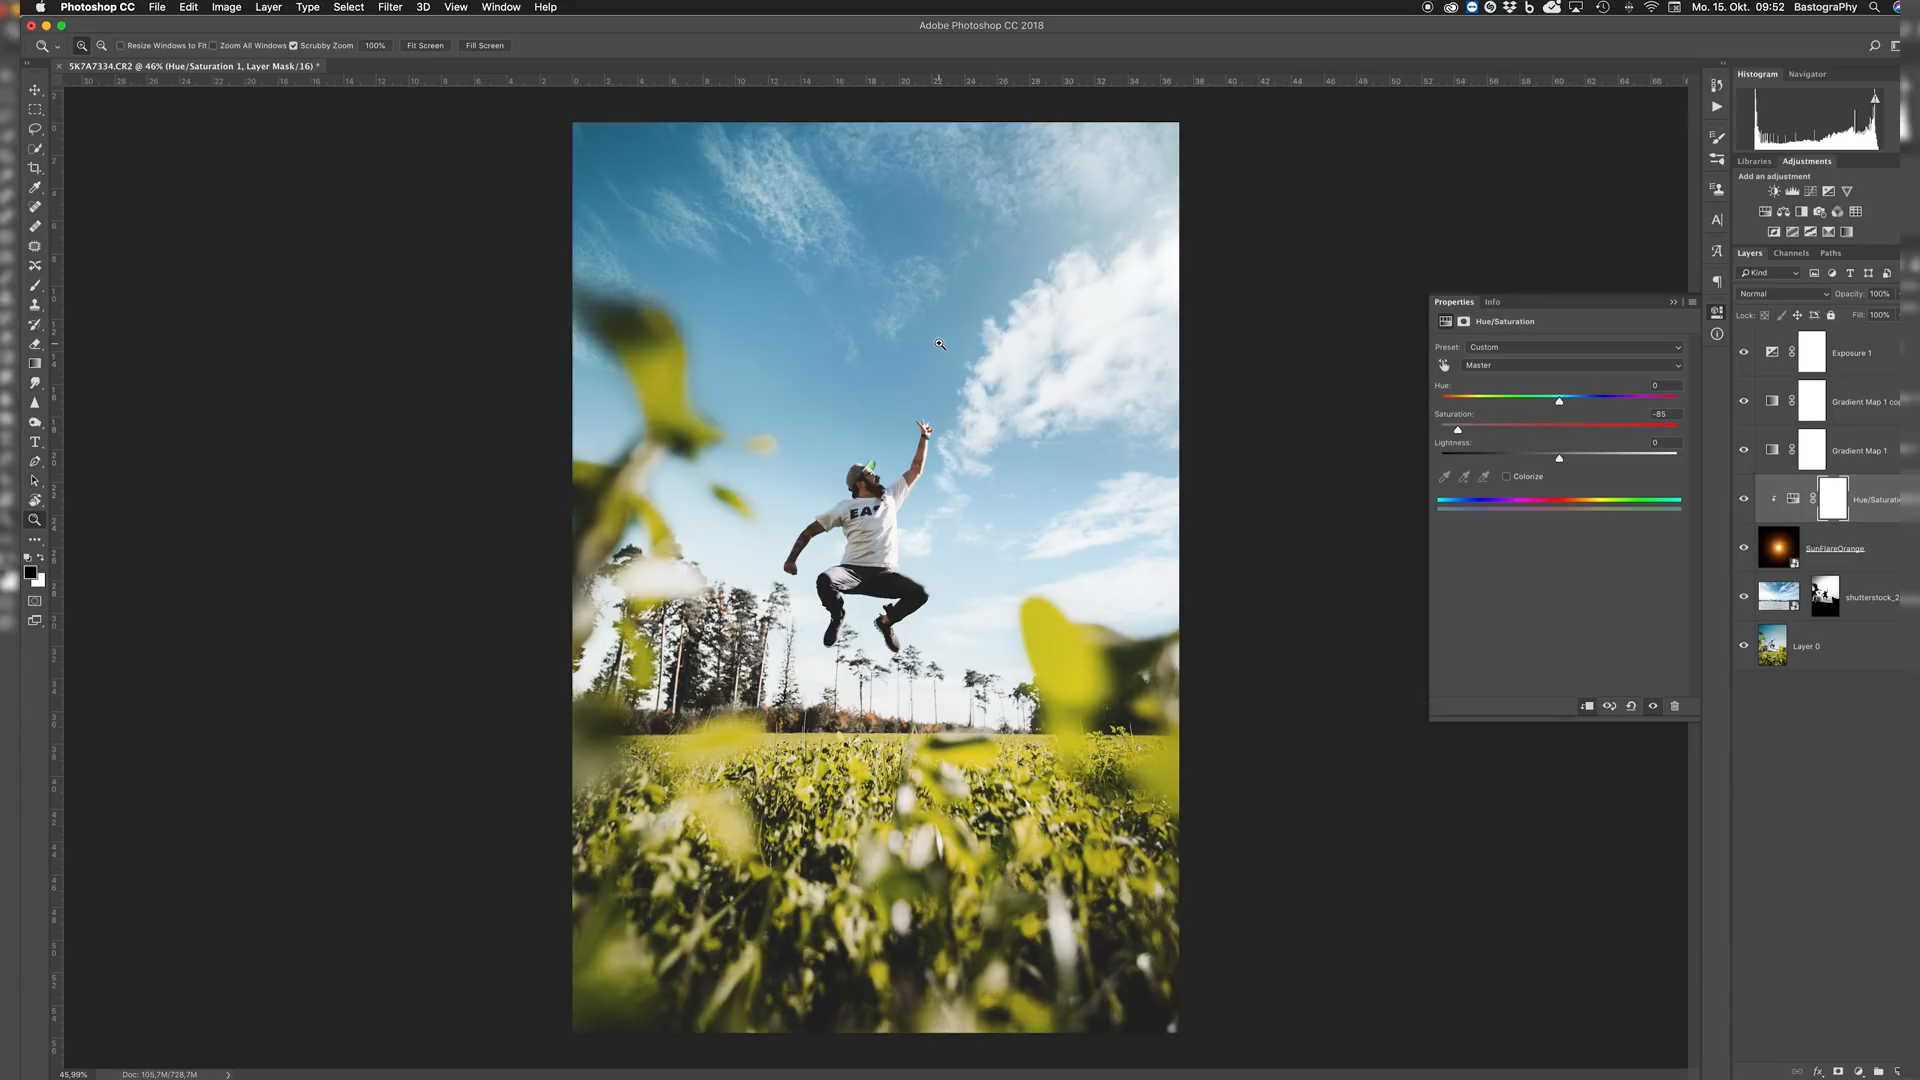 Photoshop CC File Edit Image Layer Type Select Filter 3D View Window Help
Mo. 15. Okt. 09:52 BastograPhy
Adobe Photoshop CC 2018
Resize Windows to Fit Zoom All Windows Scrubby Zoom 100% Fit Screen Fill Screen
5K7A7334.CR2 @ 46% (Hue/Saturation 1, Layer Mask/16) *
Histogram Navigator
Libraries Adjustments
Add an adjustment
Layers Channels Paths
Kind
Normal Opacity: 100%
Lock: Fill: 100%
Exposure 1
Gradient Map 1 cop
Gradient Map 1
Hue/Saturati
SunFlareOrange
shutterstock_2
Layer 0
Properties Info
Hue/Saturation
Preset: Custom
Master
Hue: 0
Saturation: -85
Lightness: 0
Colorize
EAS
45,99% Doc: 105,7M/728,7M